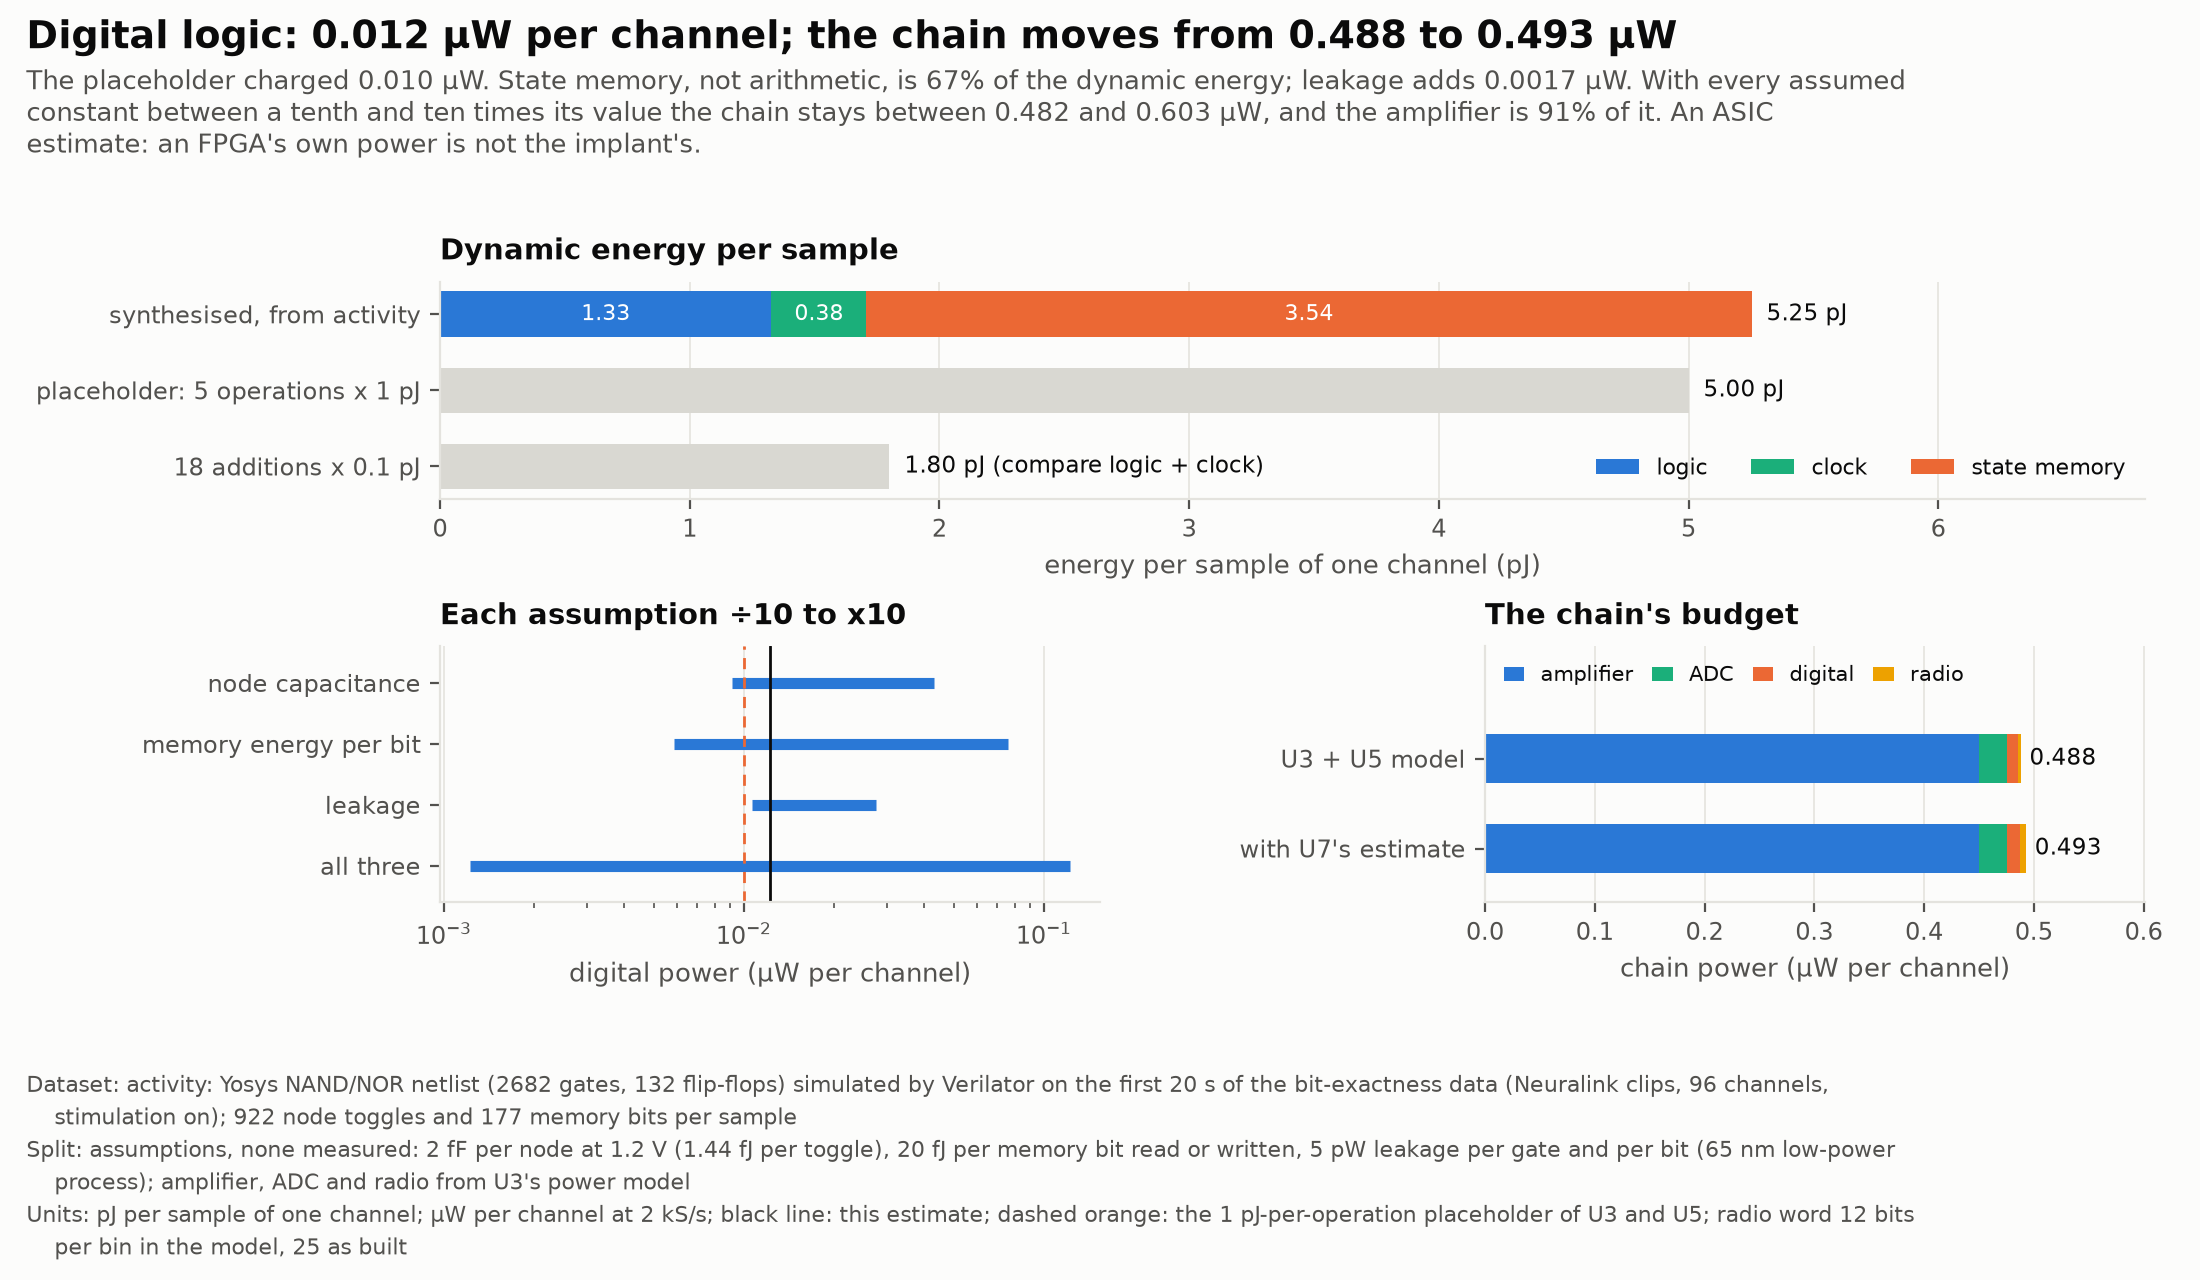 Digital logic: 0.012 µW per channel; the chain moves from 0.488 to 0.493 µW
The placeholder charged 0.010 µW. State memory, not arithmetic, is 67% of the dynamic energy; leakage adds 0.0017 µW. With every assumed
constant between a tenth and ten times its value the chain stays between 0.482 and 0.603 µW, and the amplifier is 91% of it. An ASIC
estimate: an FPGA's own power is not the implant's.
Dynamic energy per sample
synthesised, from activity
1.33
0.38
3.54
5.25 pJ
placeholder: 5 operations x 1 pJ
5.00 pJ
18 additions x 0.1 pJ
1.80 pJ (compare logic + clock)
logic
clock
state memory
0
1
2
3
4
5
6
energy per sample of one channel (pJ)
Each assumption ÷10 to x10
node capacitance
memory energy per bit
leakage
all three
10⁻³
10⁻²
10⁻¹
digital power (µW per channel)
The chain's budget
amplifier
ADC
digital
radio
U3 + U5 model
0.488
with U7's estimate
0.493
0.0
0.1
0.2
0.3
0.4
0.5
0.6
chain power (µW per channel)
Dataset: activity: Yosys NAND/NOR netlist (2682 gates, 132 flip-flops) simulated by Verilator on the first 20 s of the bit-exactness data (Neuralink clips, 96 channels,
stimulation on); 922 node toggles and 177 memory bits per sample
Split: assumptions, none measured: 2 fF per node at 1.2 V (1.44 fJ per toggle), 20 fJ per memory bit read or written, 5 pW leakage per gate and per bit (65 nm low-power
process); amplifier, ADC and radio from U3's power model
Units: pJ per sample of one channel; µW per channel at 2 kS/s; black line: this estimate; dashed orange: the 1 pJ-per-operation placeholder of U3 and U5; radio word 12 bits
per bin in the model, 25 as built